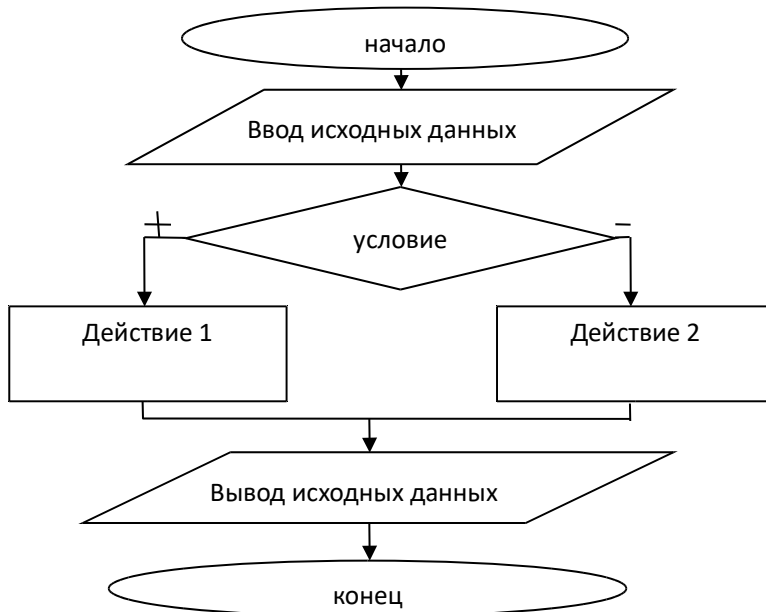 начало
Ввод исходных данных
+
−
условие
Действие 1
Действие 2
Вывод исходных данных
конец